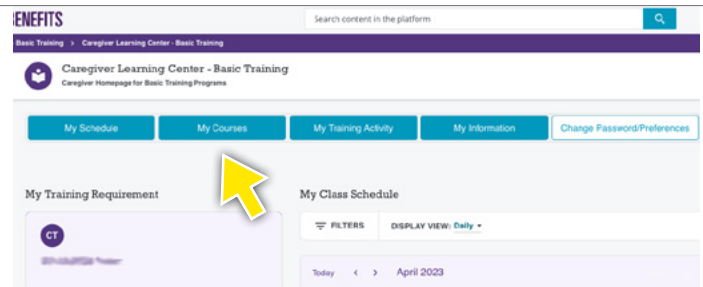 BENEFITS
Search content in the platform
Basic Training > Caregiver Learning Center - Basic Training
Caregiver Learning Center - Basic Training
Caregiver Homepage for Basic Training Programs
My Schedule
My Courses
My Training Activity
My Information
Change Password/Preferences
My Training Requirement
My Class Schedule
CT
FILTERS
DISPLAY VIEW: Daily
Today < > April 2023